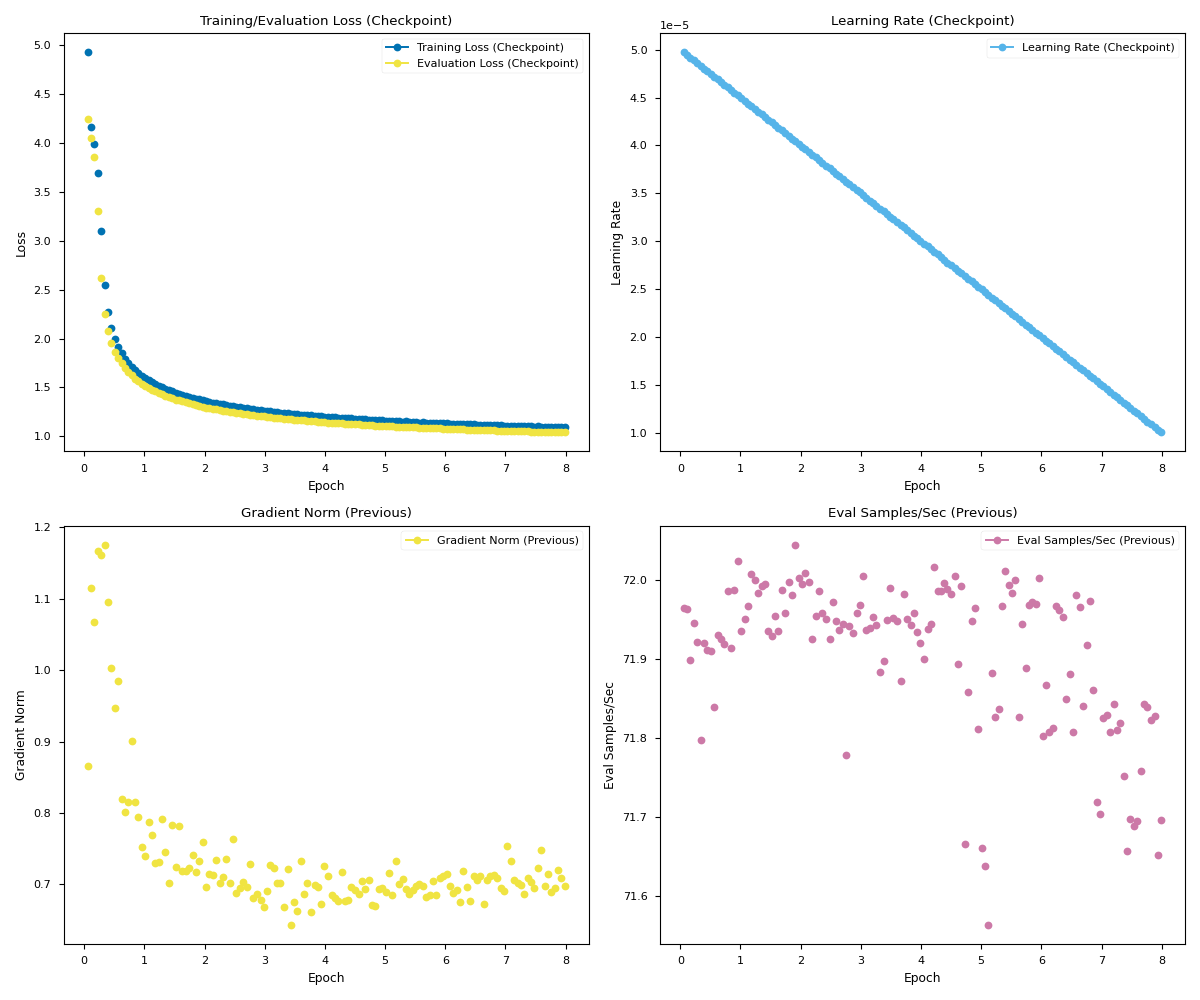 Training/Evaluation Loss (Checkpoint)
5.0
4.5
4.0
3.5
3.0
2.5
2.0
1.5
1.0
Loss
Training Loss (Checkpoint)
Evaluation Loss (Checkpoint)
0 1 2 3 4 5 6 7 8
Epoch
Learning Rate (Checkpoint)
1e−5
5.0
4.5
4.0
3.5
3.0
2.5
2.0
1.5
1.0
Learning Rate
Learning Rate (Checkpoint)
0 1 2 3 4 5 6 7 8
Epoch
Gradient Norm (Previous)
1.2
1.1
1.0
0.9
0.8
0.7
Gradient Norm
Gradient Norm (Previous)
0 1 2 3 4 5 6 7 8
Epoch
Eval Samples/Sec (Previous)
72.0
71.9
71.8
71.7
71.6
Eval Samples/Sec
Eval Samples/Sec (Previous)
0 1 2 3 4 5 6 7 8
Epoch